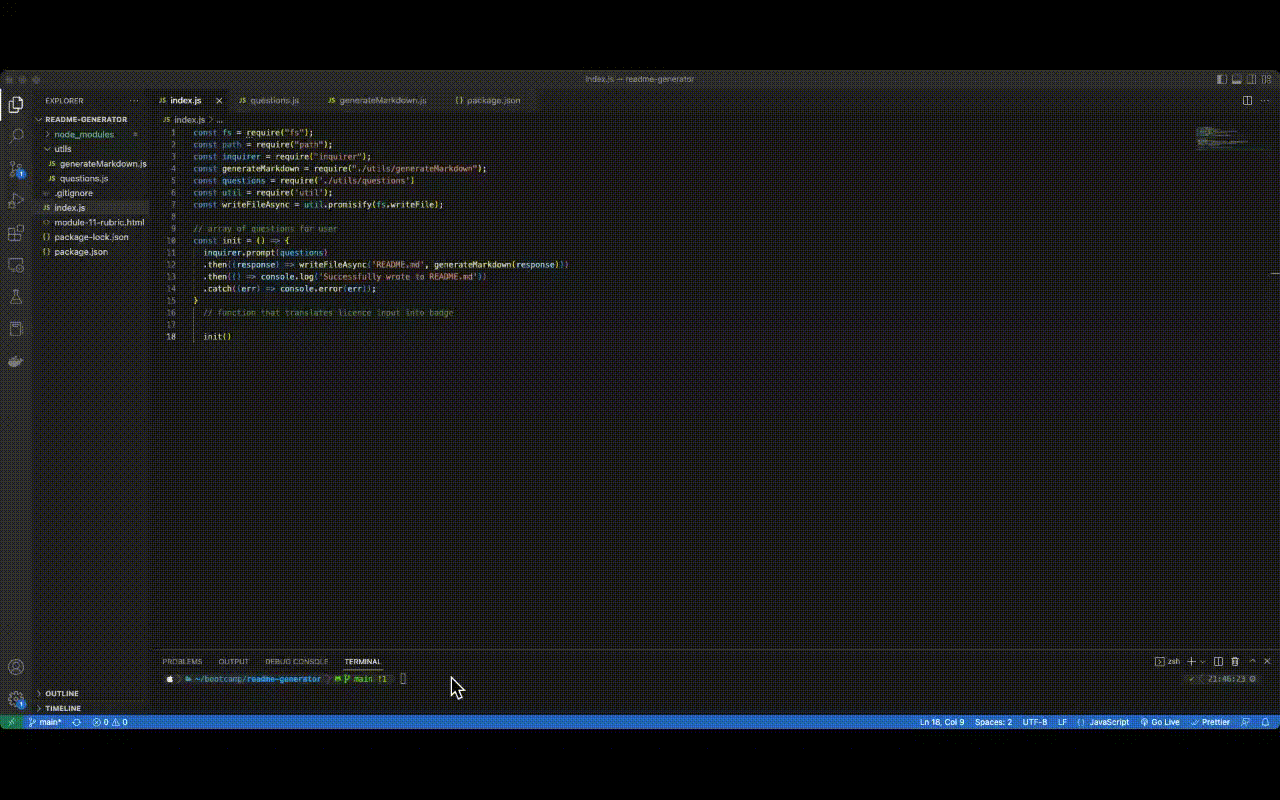 index.js — readme-generator
EXPLORER ...
JS index.js × JS questions.js JS generateMarkdown.js {} package.json ...
README-GENERATOR
JS index.js > ...
node_modules
utils
JS generateMarkdown.js
JS questions.js
.gitignore
JS index.js
module-11-rubric.html
{} package-lock.json
{} package.json
1 const fs = require("fs");
2 const path = require("path");
3 const inquirer = require("inquirer");
4 const generateMarkdown = require("./utils/generateMarkdown");
5 const questions = require('./utils/questions')
6 const util = require('util');
7 const writeFileAsync = util.promisify(fs.writeFile);
8
9 // array of questions for user
10 const init = () => {
11 inquirer.prompt(questions)
12 .then((response) => writeFileAsync('README.md', generateMarkdown(response)))
13 .then(() => console.log('Successfully wrote to README.md'))
14 .catch((err) => console.error(err));
15 }
16 // function that translates licence input into badge
17
18 init()
PROBLEMS OUTPUT DEBUG CONSOLE TERMINAL zsh
~/bootcamp/readme-generator main !1 21:46:23
OUTLINE
TIMELINE
1
1
main* 0 0 Ln 18, Col 9 Spaces: 2 UTF-8 LF {} JavaScript Go Live Prettier